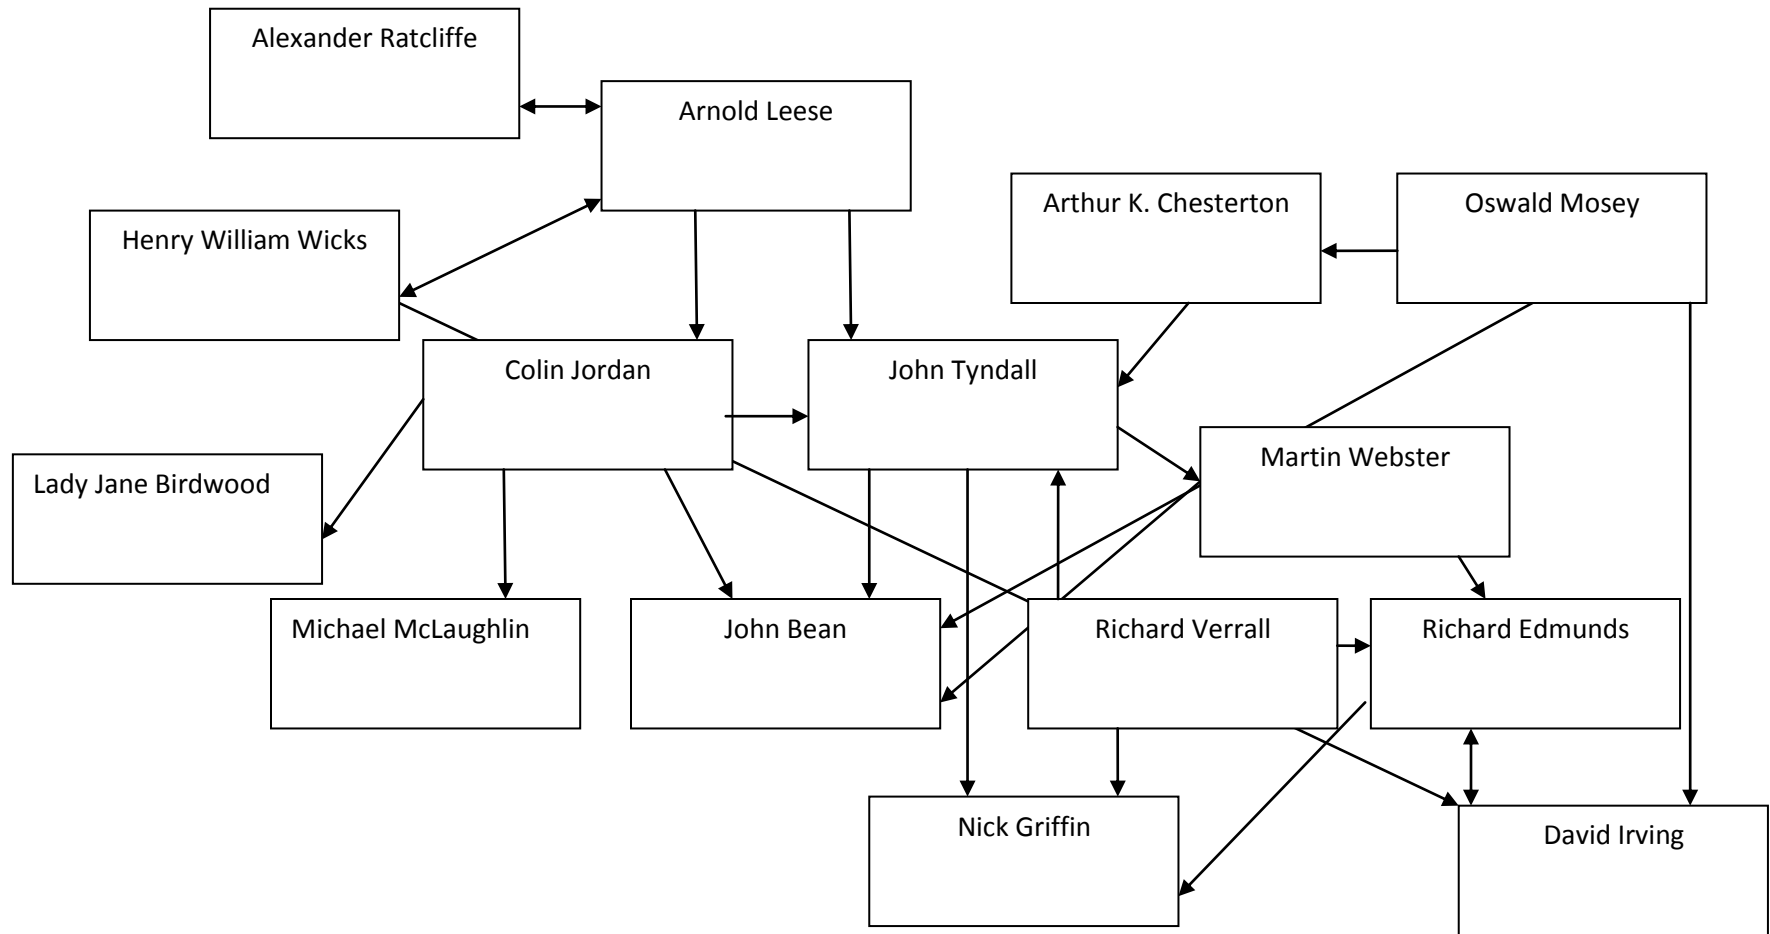 Alexander Ratcliffe
Arnold Leese
Arthur K. Chesterton
Oswald Mosey
Henry William Wicks
Colin Jordan
John Tyndall
Martin Webster
Lady Jane Birdwood
Michael McLaughlin
John Bean
Richard Verrall
Richard Edmunds
Nick Griffin
David Irving